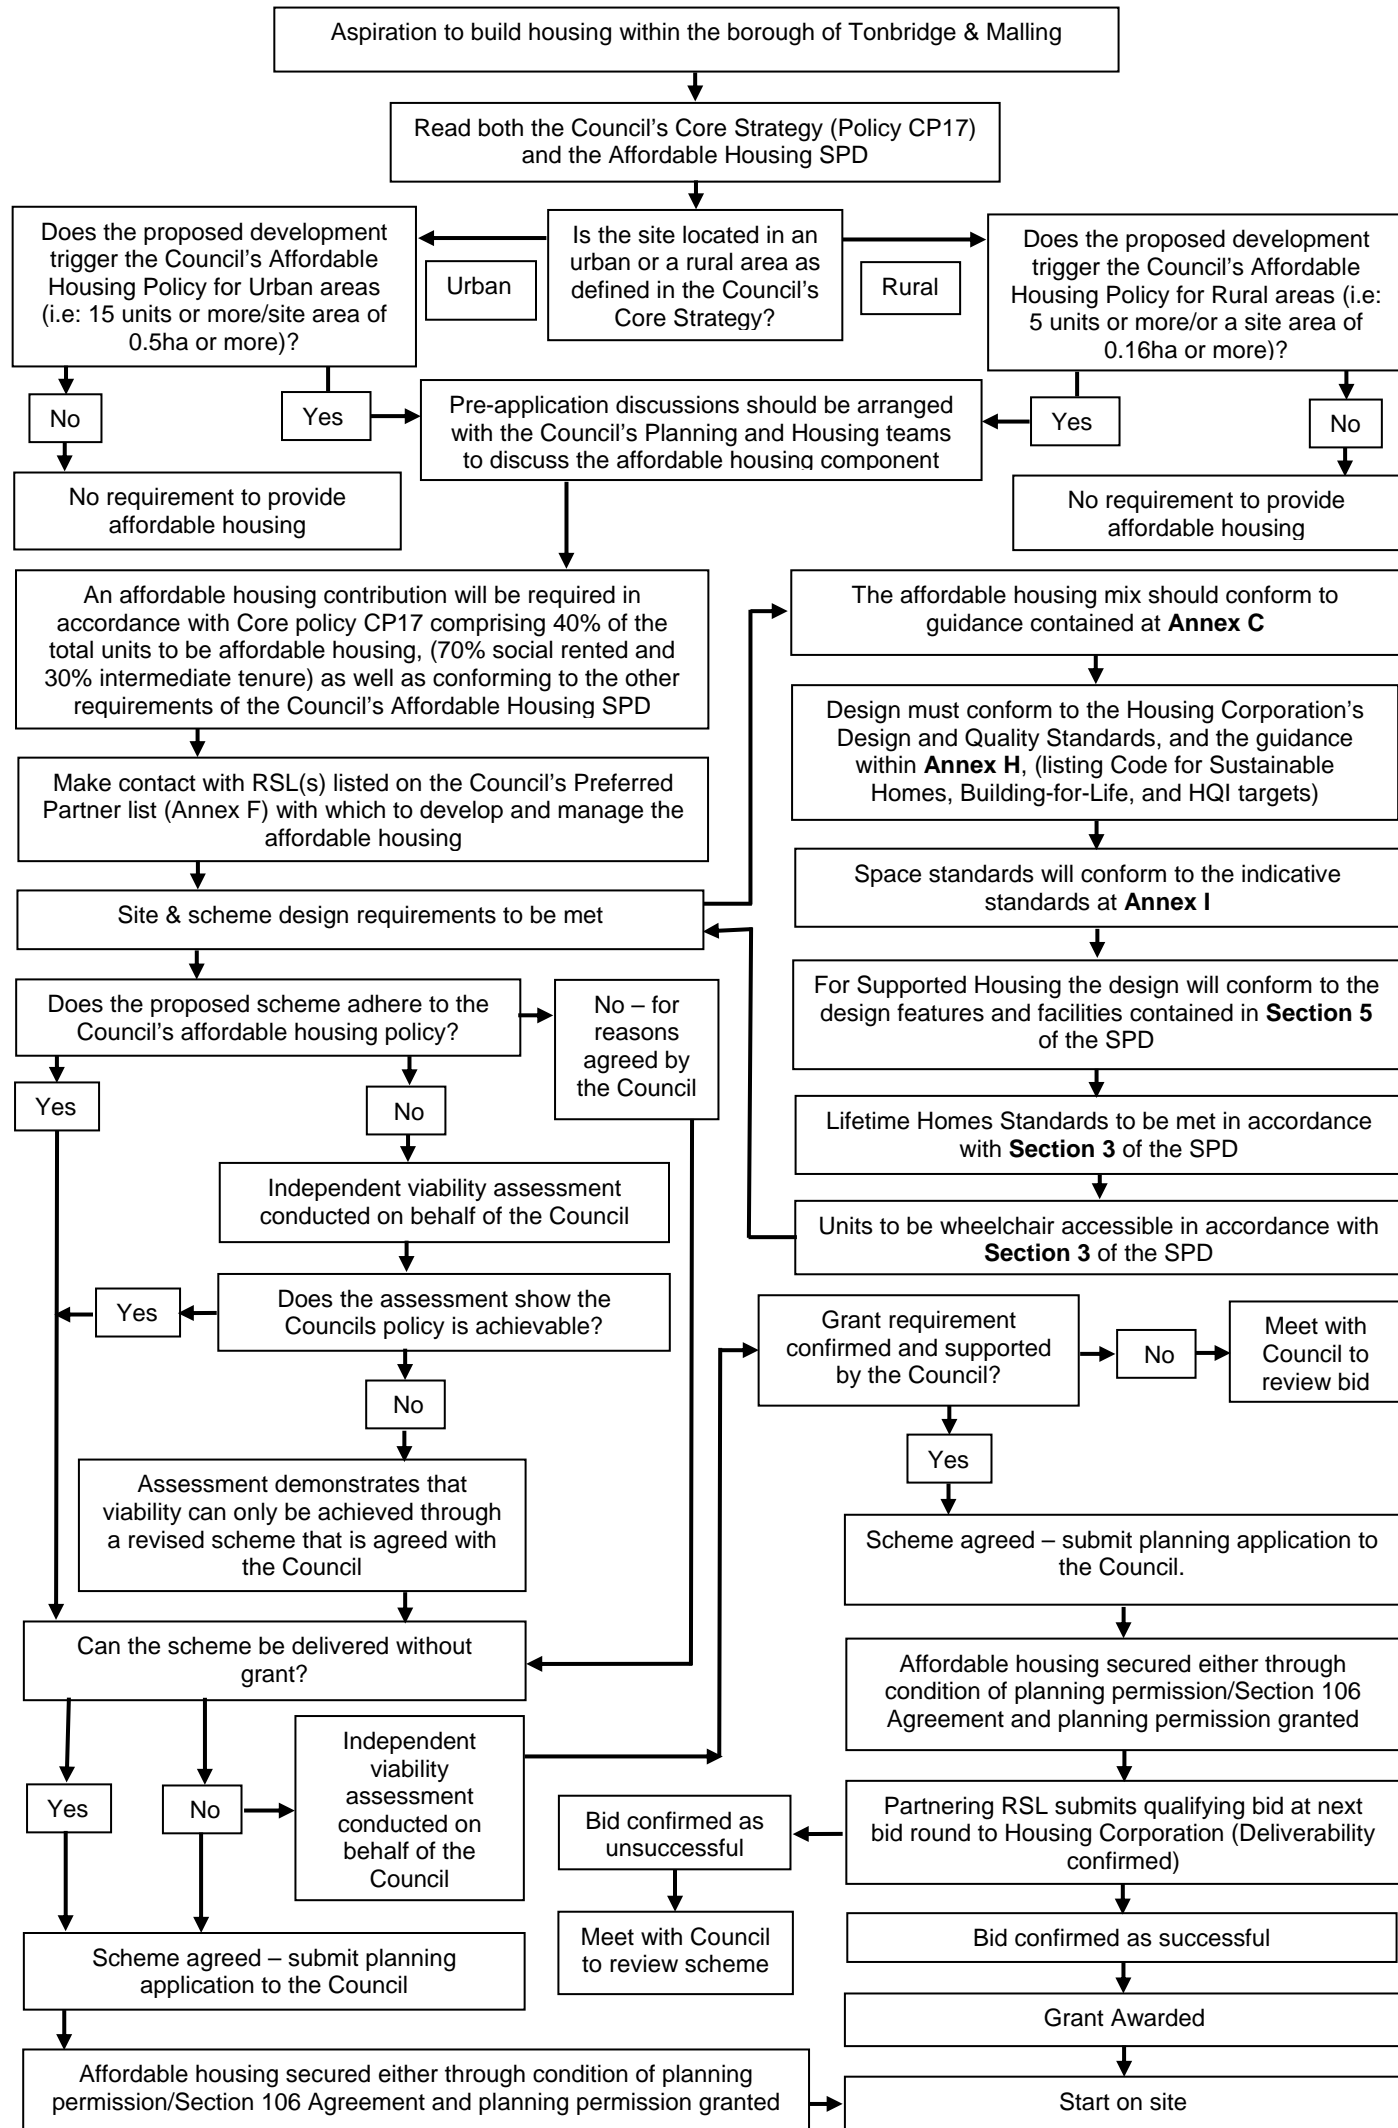 Aspiration to build housing within the borough of Tonbridge & Malling
Read both the Council's Core Strategy (Policy CP17)
and the Affordable Housing SPD
Does the proposed development
trigger the Council's Affordable
Housing Policy for Urban areas
(i.e: 15 units or more/site area of
0.5ha or more)?
Urban
Is the site located in an
urban or a rural area as
defined in the Council's
Core Strategy?
Rural
Does the proposed development
trigger the Council's Affordable
Housing Policy for Rural areas (i.e:
5 units or more/or a site area of
0.16ha or more)?
No
Yes
Pre-application discussions should be arranged
with the Council's Planning and Housing teams
to discuss the affordable housing component
Yes
No
No requirement to provide
affordable housing
No requirement to provide
affordable housing
An affordable housing contribution will be required in
accordance with Core policy CP17 comprising 40% of the
total units to be affordable housing, (70% social rented and
30% intermediate tenure) as well as conforming to the other
requirements of the Council's Affordable Housing SPD
Make contact with RSL(s) listed on the Council's Preferred
Partner list (Annex F) with which to develop and manage the
affordable housing
Site & scheme design requirements to be met
The affordable housing mix should conform to
guidance contained at Annex C
Design must conform to the Housing Corporation's
Design and Quality Standards, and the guidance
within Annex H, (listing Code for Sustainable
Homes, Building-for-Life, and HQI targets)
Space standards will conform to the indicative
standards at Annex I
For Supported Housing the design will conform to the
design features and facilities contained in Section 5
of the SPD
Lifetime Homes Standards to be met in accordance
with Section 3 of the SPD
Units to be wheelchair accessible in accordance with
Section 3 of the SPD
Does the proposed scheme adhere to the
Council's affordable housing policy?
No – for
reasons
agreed by
the Council
Yes
No
Independent viability assessment
conducted on behalf of the Council
Yes
Does the assessment show the
Councils policy is achievable?
No
Assessment demonstrates that
viability can only be achieved through
a revised scheme that is agreed with
the Council
Can the scheme be delivered without
grant?
Yes
No
Independent
viability
assessment
conducted on
behalf of the
Council
Scheme agreed – submit planning
application to the Council
Affordable housing secured either through condition of planning
permission/Section 106 Agreement and planning permission granted
Grant requirement
confirmed and supported
by the Council?
No
Meet with
Council to
review bid
Yes
Scheme agreed – submit planning application to
the Council.
Affordable housing secured either through
condition of planning permission/Section 106
Agreement and planning permission granted
Partnering RSL submits qualifying bid at next
bid round to Housing Corporation (Deliverability
confirmed)
Bid confirmed as
unsuccessful
Meet with Council
to review scheme
Bid confirmed as successful
Grant Awarded
Start on site